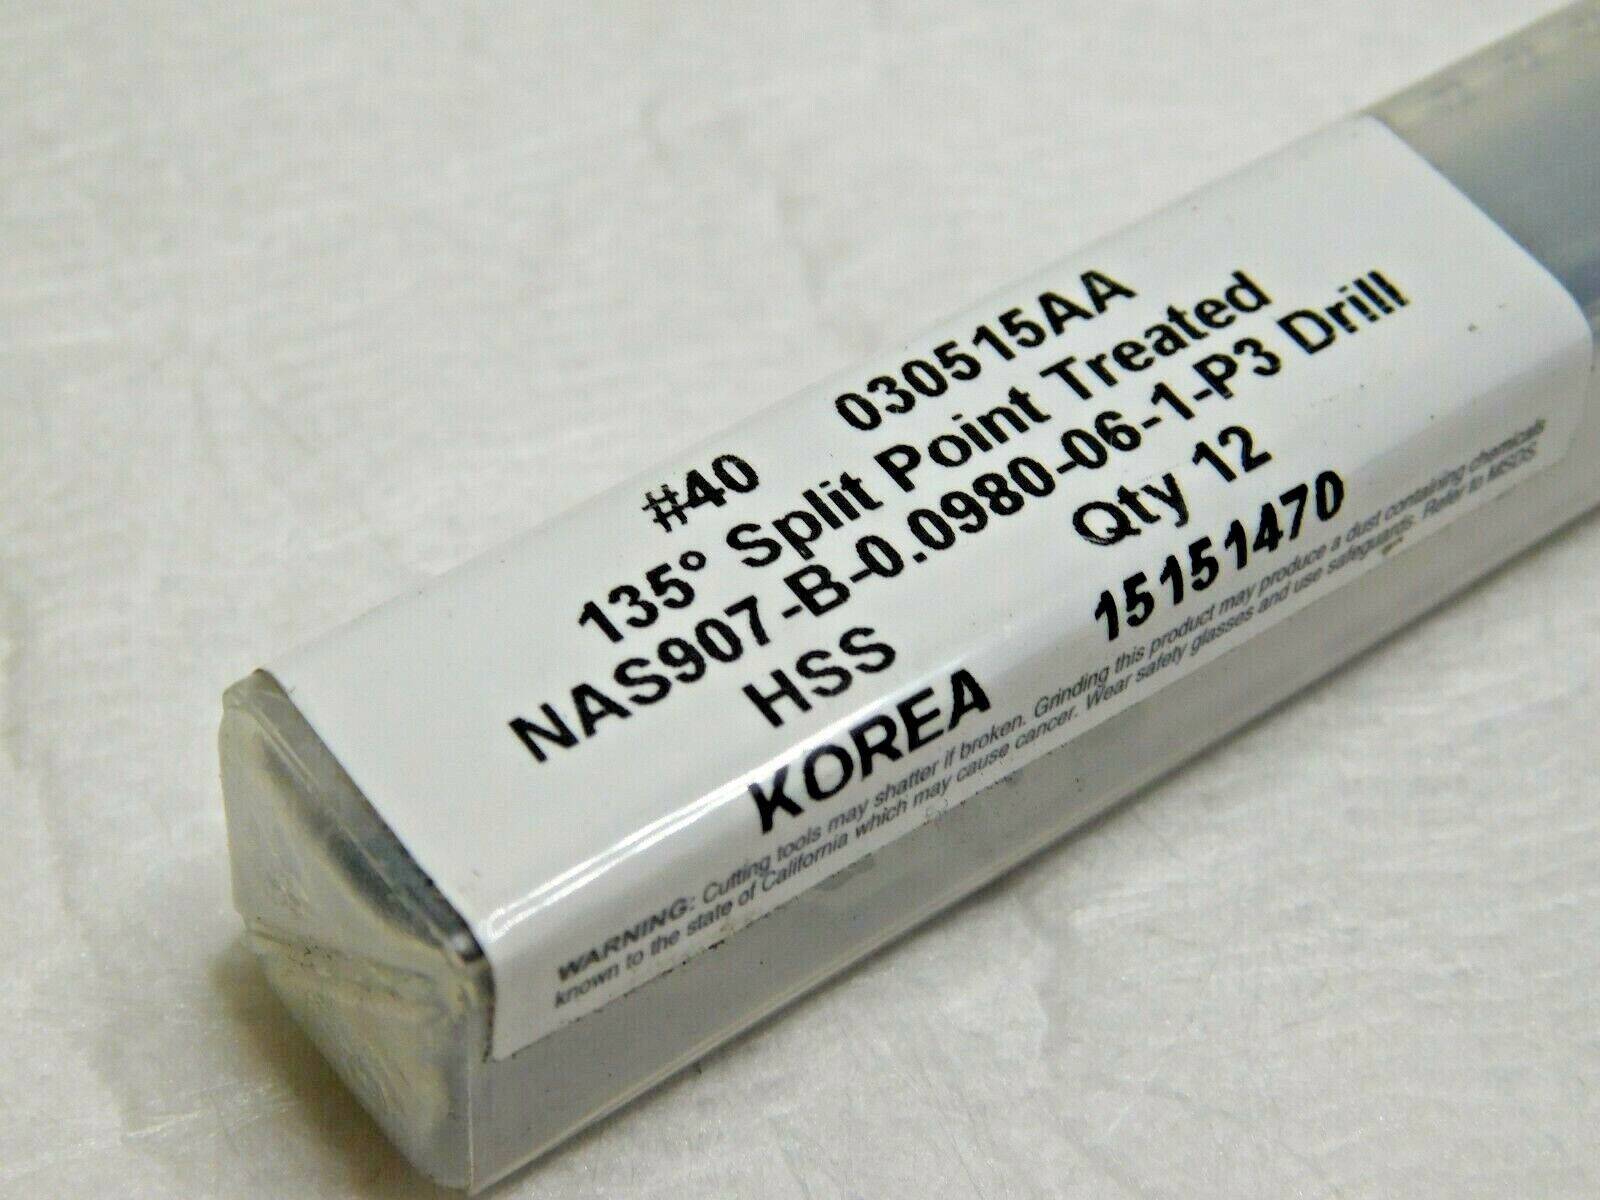 #40 030515AA
135° Split Point Treated
NAS907-B-0.0980-06-1-P3 Drill
HSS Qty 12
KOREA 15151470
WARNING: Cutting tools may shatter if broken. Grinding this product may produce a dust containing chemicals
known to the state of California which may cause cancer. Wear safety glasses and use safeguards. Refer to MSDS.